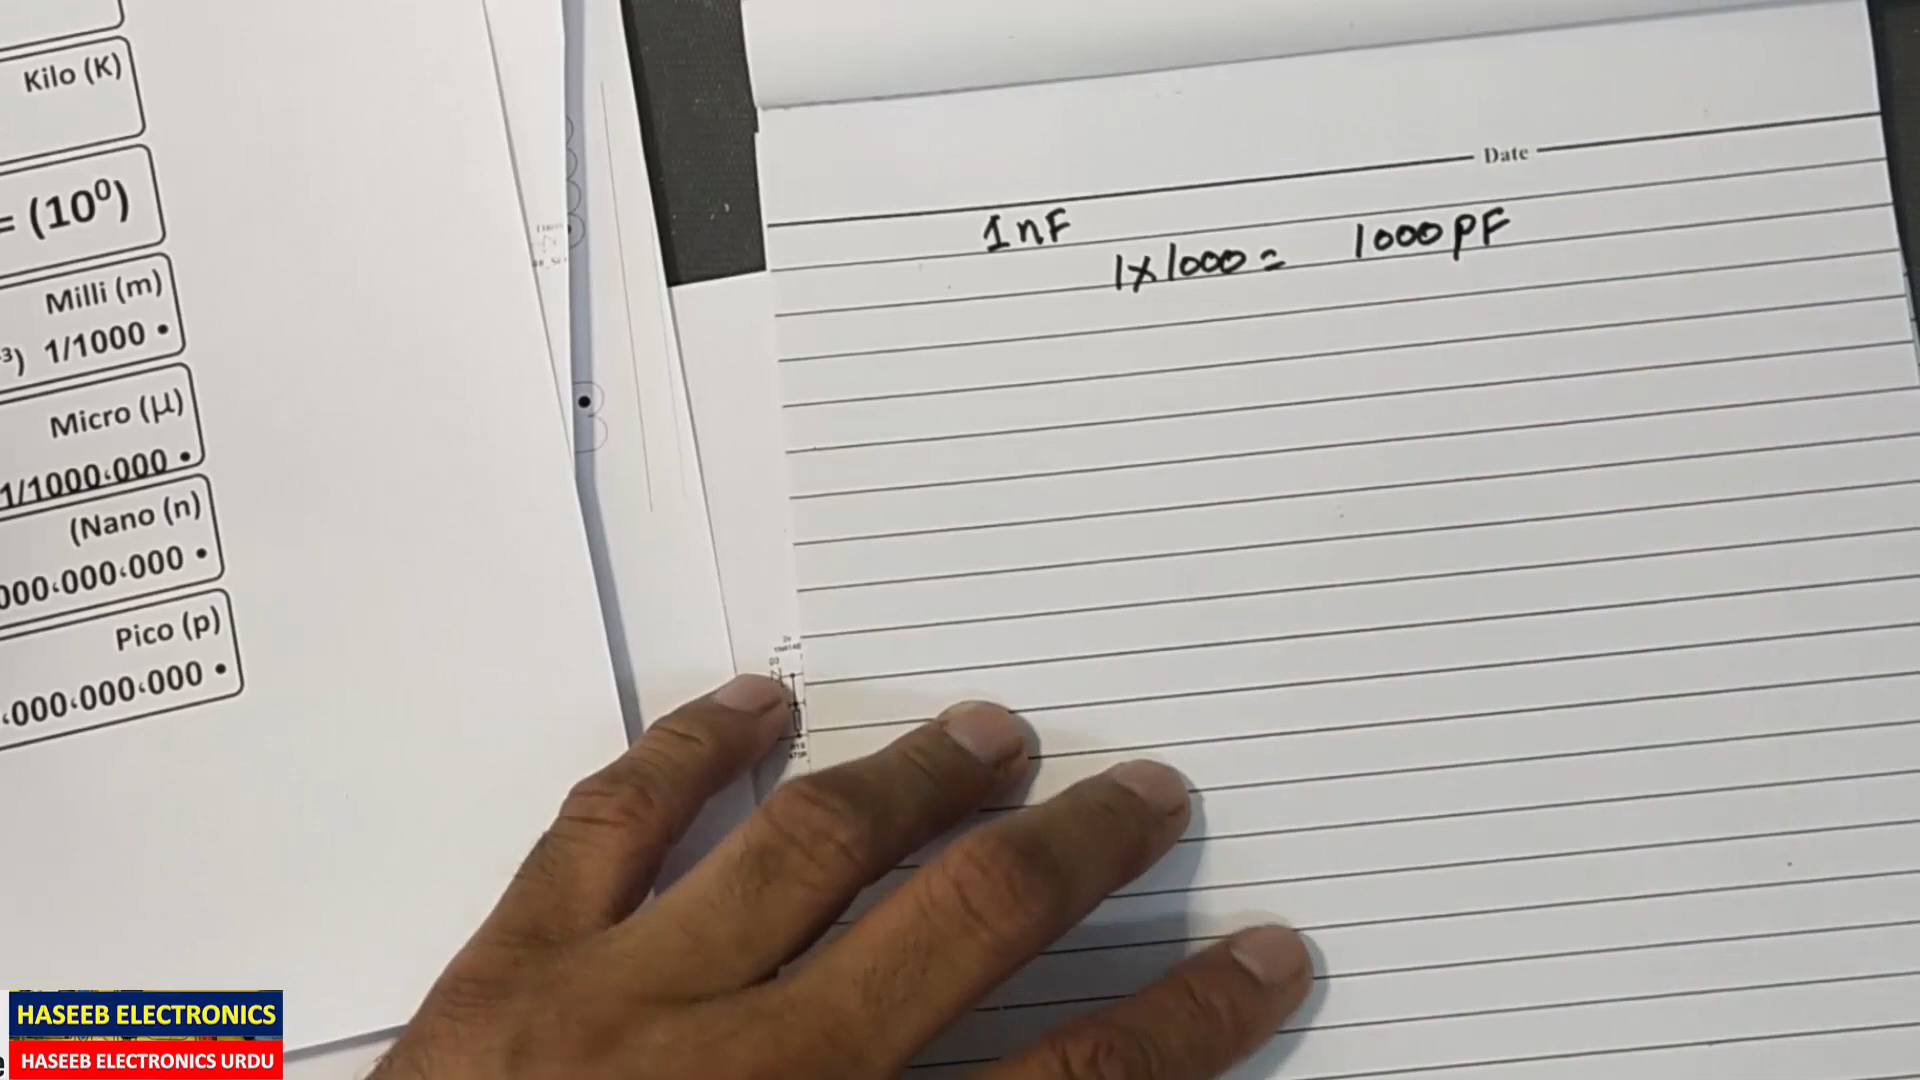 Kilo (K)
= (10⁰)
Milli (m)
³) 1/1000 •
Micro (µ)
1/1000،000 •
(Nano (n)
000،000،000 •
Pico (p)
،000،000،000 •
Date
1nF
1x1000= 1000PF
HASEEB ELECTRONICS
HASEEB ELECTRONICS URDU